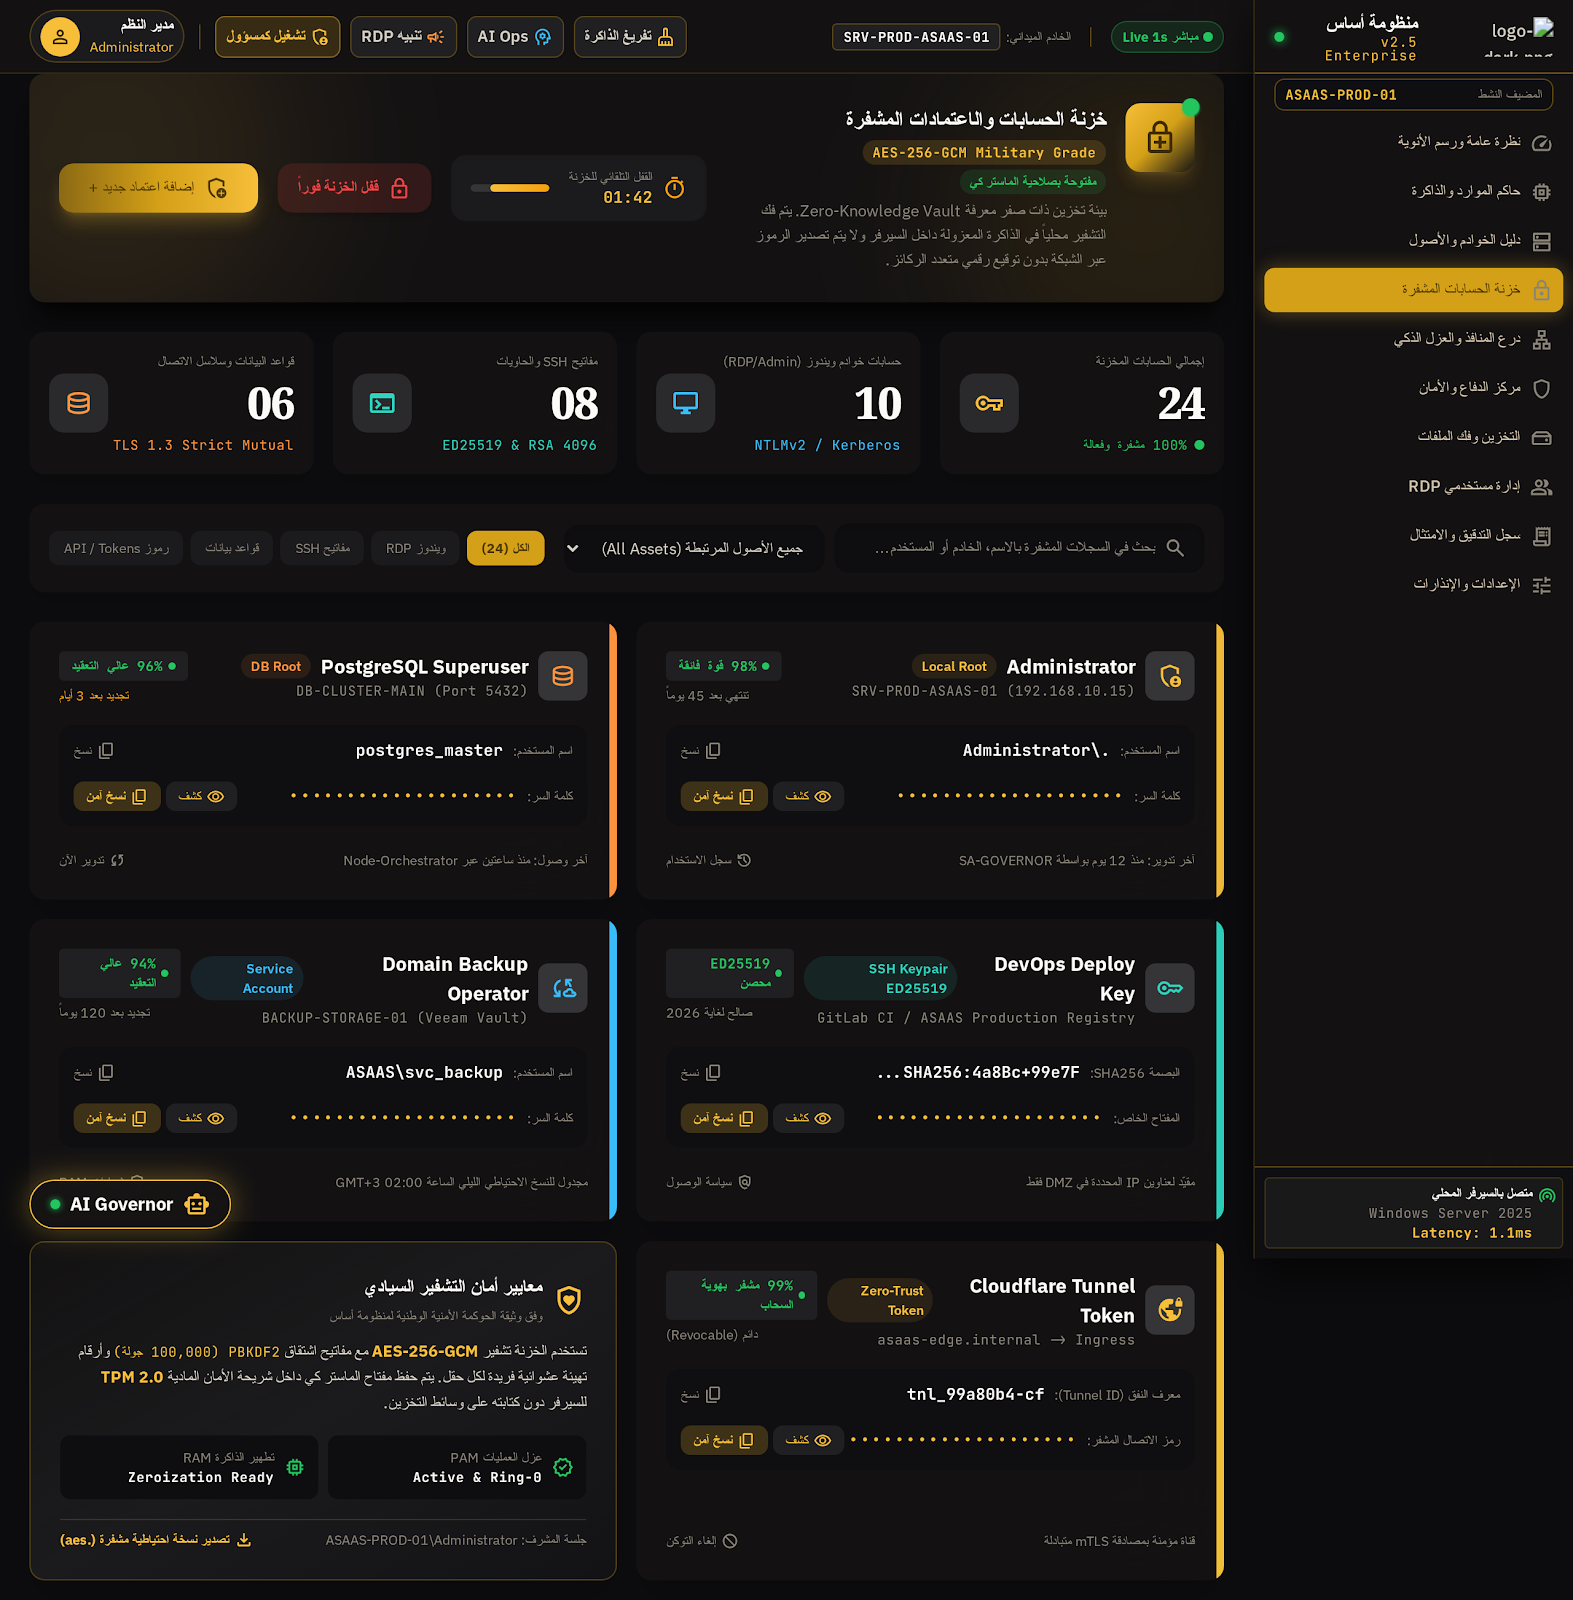 منظومة أساس
v2.5
Enterprise
logo-
المضيف النشط
ASAAS-PROD-01
نظرة عامة ورسم الأنوية
حاكم الموارد والذاكرة
دليل الخوادم والأصول
خزنة الحسابات المشفرة
درع المنافذ والعزل الذكي
مركز الدفاع والأمان
التخزين وفك الملفات
إدارة مستخدمي RDP
سجل التدقيق والامتثال
الإعدادات والإنذارات
متصل بالسيرفر المحلي
Windows Server 2025
Latency: 1.1ms
مباشر Live 1s
الخادم الميداني: SRV-PROD-ASAAS-01
تفريغ الذاكرة
AI Ops
تنبيه RDP
تشغيل كمسؤول
مدير النظم
Administrator
خزنة الحسابات والاعتمادات المشفرة
AES-256-GCM Military Grade
مفتوحة بصلاحية الماستر كي
بيئة تخزين ذات صفر معرفة Zero-Knowledge Vault. يتم فك
التشفير محلياً في الذاكرة المعزولة داخل السيرفر ولا يتم تصدير الرموز
عبر الشبكة بدون توقيع رقمي متعدد الركائز.
القفل التلقائي للخزنة
01:42
قفل الخزنة فوراً
إضافة اعتماد جديد +
إجمالي الحسابات المخزنة
24
100% مشفرة وفعالة
حسابات خوادم ويندوز (RDP/Admin)
10
NTLMv2 / Kerberos
مفاتيح SSH والحاويات
08
ED25519 & RSA 4096
قواعد البيانات وسلاسل الاتصال
06
TLS 1.3 Strict Mutual
بحث في السجلات المشفرة بالاسم، الخادم أو المستخدم...
جميع الأصول المرتبطة (All Assets)
الكل (24)
ويندوز RDP
مفاتيح SSH
قواعد بيانات
رموز API / Tokens
Administrator
Local Root
SRV-PROD-ASAAS-01 (192.168.10.15)
98% قوة فائقة
تنتهي بعد 45 يوماً
اسم المستخدم: Administrator\.
نسخ
كلمة السر: ••••••••••••••••••••
كشف
نسخ آمن
آخر تدوير: منذ 12 يوم بواسطة SA-GOVERNOR
سجل الاستخدام
PostgreSQL Superuser
DB Root
DB-CLUSTER-MAIN (Port 5432)
96% عالي التعقيد
تجديد بعد 3 أيام
اسم المستخدم: postgres_master
نسخ
كلمة السر: ••••••••••••••••••••
كشف
نسخ آمن
آخر وصول: منذ ساعتين عبر Node-Orchestrator
تدوير الآن
DevOps Deploy
Key
SSH Keypair
ED25519
GitLab CI / ASAAS Production Registry
ED25519
محصن
صالح لغاية 2026
البصمة SHA256: SHA256:4a8Bc+99e7F...
نسخ
المفتاح الخاص: ••••••••••••••••••••
كشف
نسخ آمن
مقيّد لعناوين IP المحددة في DMZ فقط
سياسة الوصول
Domain Backup
Operator
Service
Account
BACKUP-STORAGE-01 (Veeam Vault)
94% عالي
التعقيد
تجديد بعد 120 يوماً
اسم المستخدم: ASAAS\svc_backup
نسخ
كلمة السر: ••••••••••••••••••••
كشف
نسخ آمن
مجدول للنسخ الاحتياطي الليلي الساعة 02:00 GMT+3
AI Governor
Cloudflare Tunnel
Token
Zero-Trust
Token
asaas-edge.internal → Ingress
99% مشفر بهوية
السحاب
دائم (Revocable)
معرف النفق (Tunnel ID): tnl_99a80b4-cf
نسخ
رمز الاتصال المشفر: ••••••••••••••••••••
كشف
نسخ آمن
قناة مؤمنة بمصادقة mTLS متبادلة
إلغاء التوكن
معايير أمان التشفير السيادي
وفق وثيقة الحوكمة الأمنية الوطنية لمنظومة أساس
تستخدم الخزنة تشفير AES-256-GCM مع مفاتيح اشتقاق PBKDF2 (100,000 جولة) وأرقام
تهيئة عشوائية فريدة لكل حقل. يتم حفظ مفتاح الماستر كي داخل شريحة الأمان المادية TPM 2.0
للسيرفر دون كتابته على وسائط التخزين.
عزل العمليات PAM
Active & Ring-0
تطهير الذاكرة RAM
Zeroization Ready
جلسة المشرف: ASAAS-PROD-01\Administrator
تصدير نسخة احتياطية مشفرة (.aes)